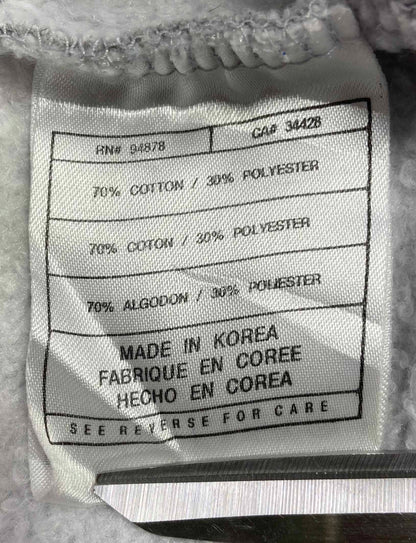 RN# 94878 CA# 34428
70% COTTON / 30% POLYESTER
70% COTON / 30% POLYESTER
70% ALGODON / 30% POLIESTER
MADE IN KOREA
FABRIQUE EN COREE
HECHO EN COREA
SEE REVERSE FOR CARE